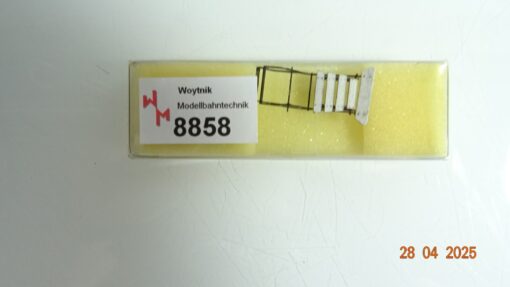 Woytnik
Modellbahntechnik
WM
8858
28 04 2025